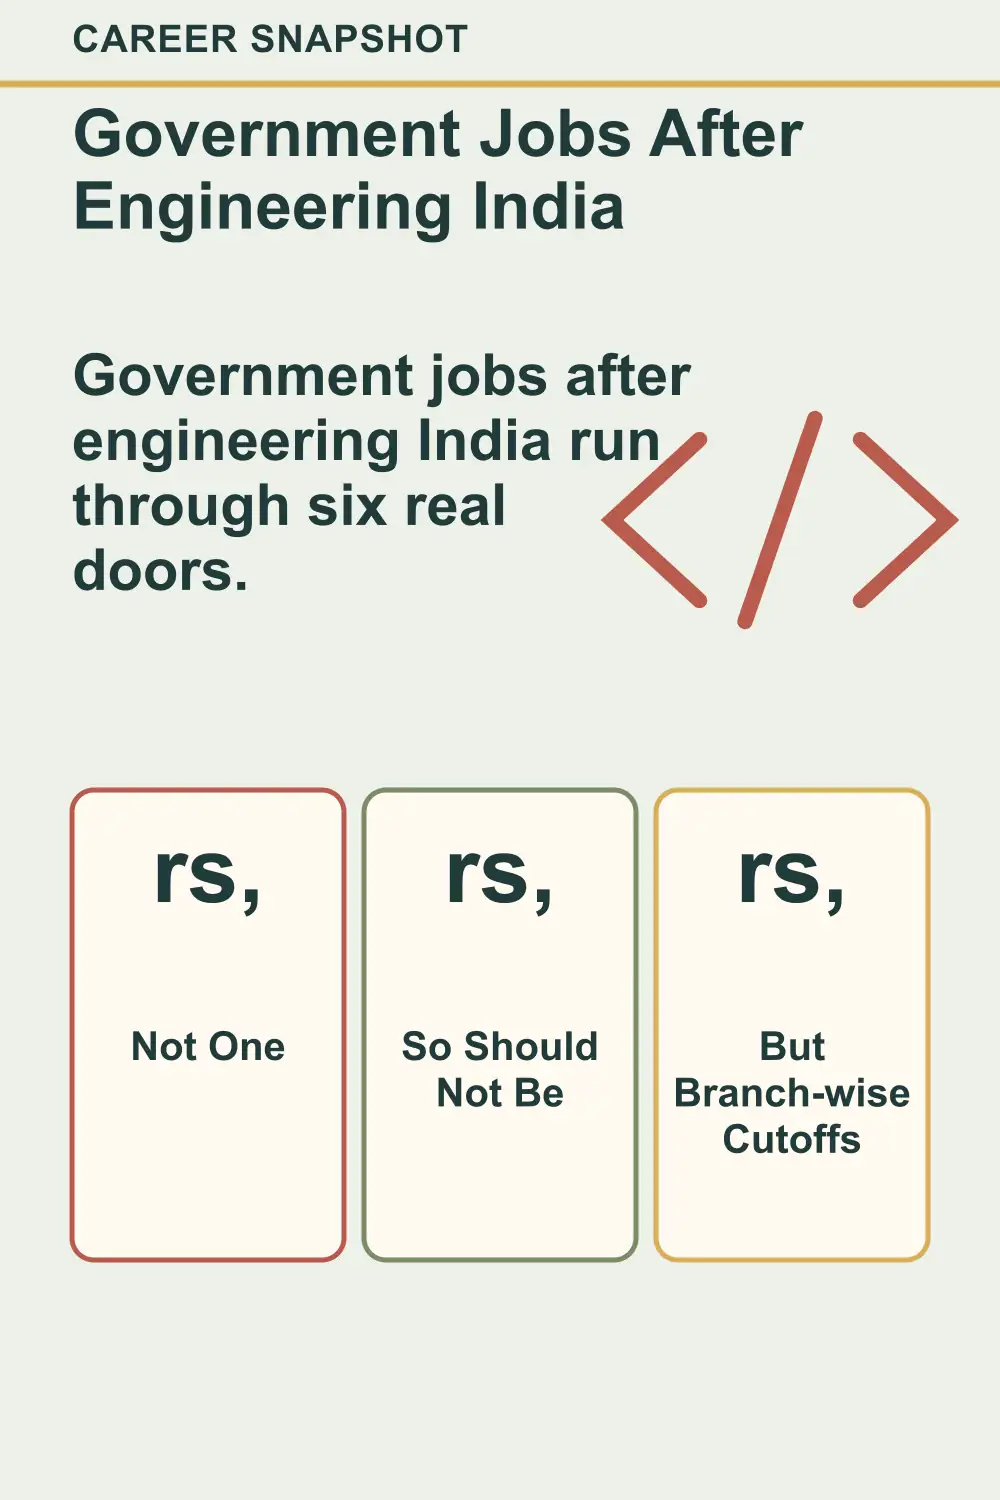 CAREER SNAPSHOT
Government Jobs After
Engineering India
Government jobs after
engineering India run
through six real
doors.
rs,
Not One
rs,
So Should
Not Be
rs,
But
Branch-wise
Cutoffs